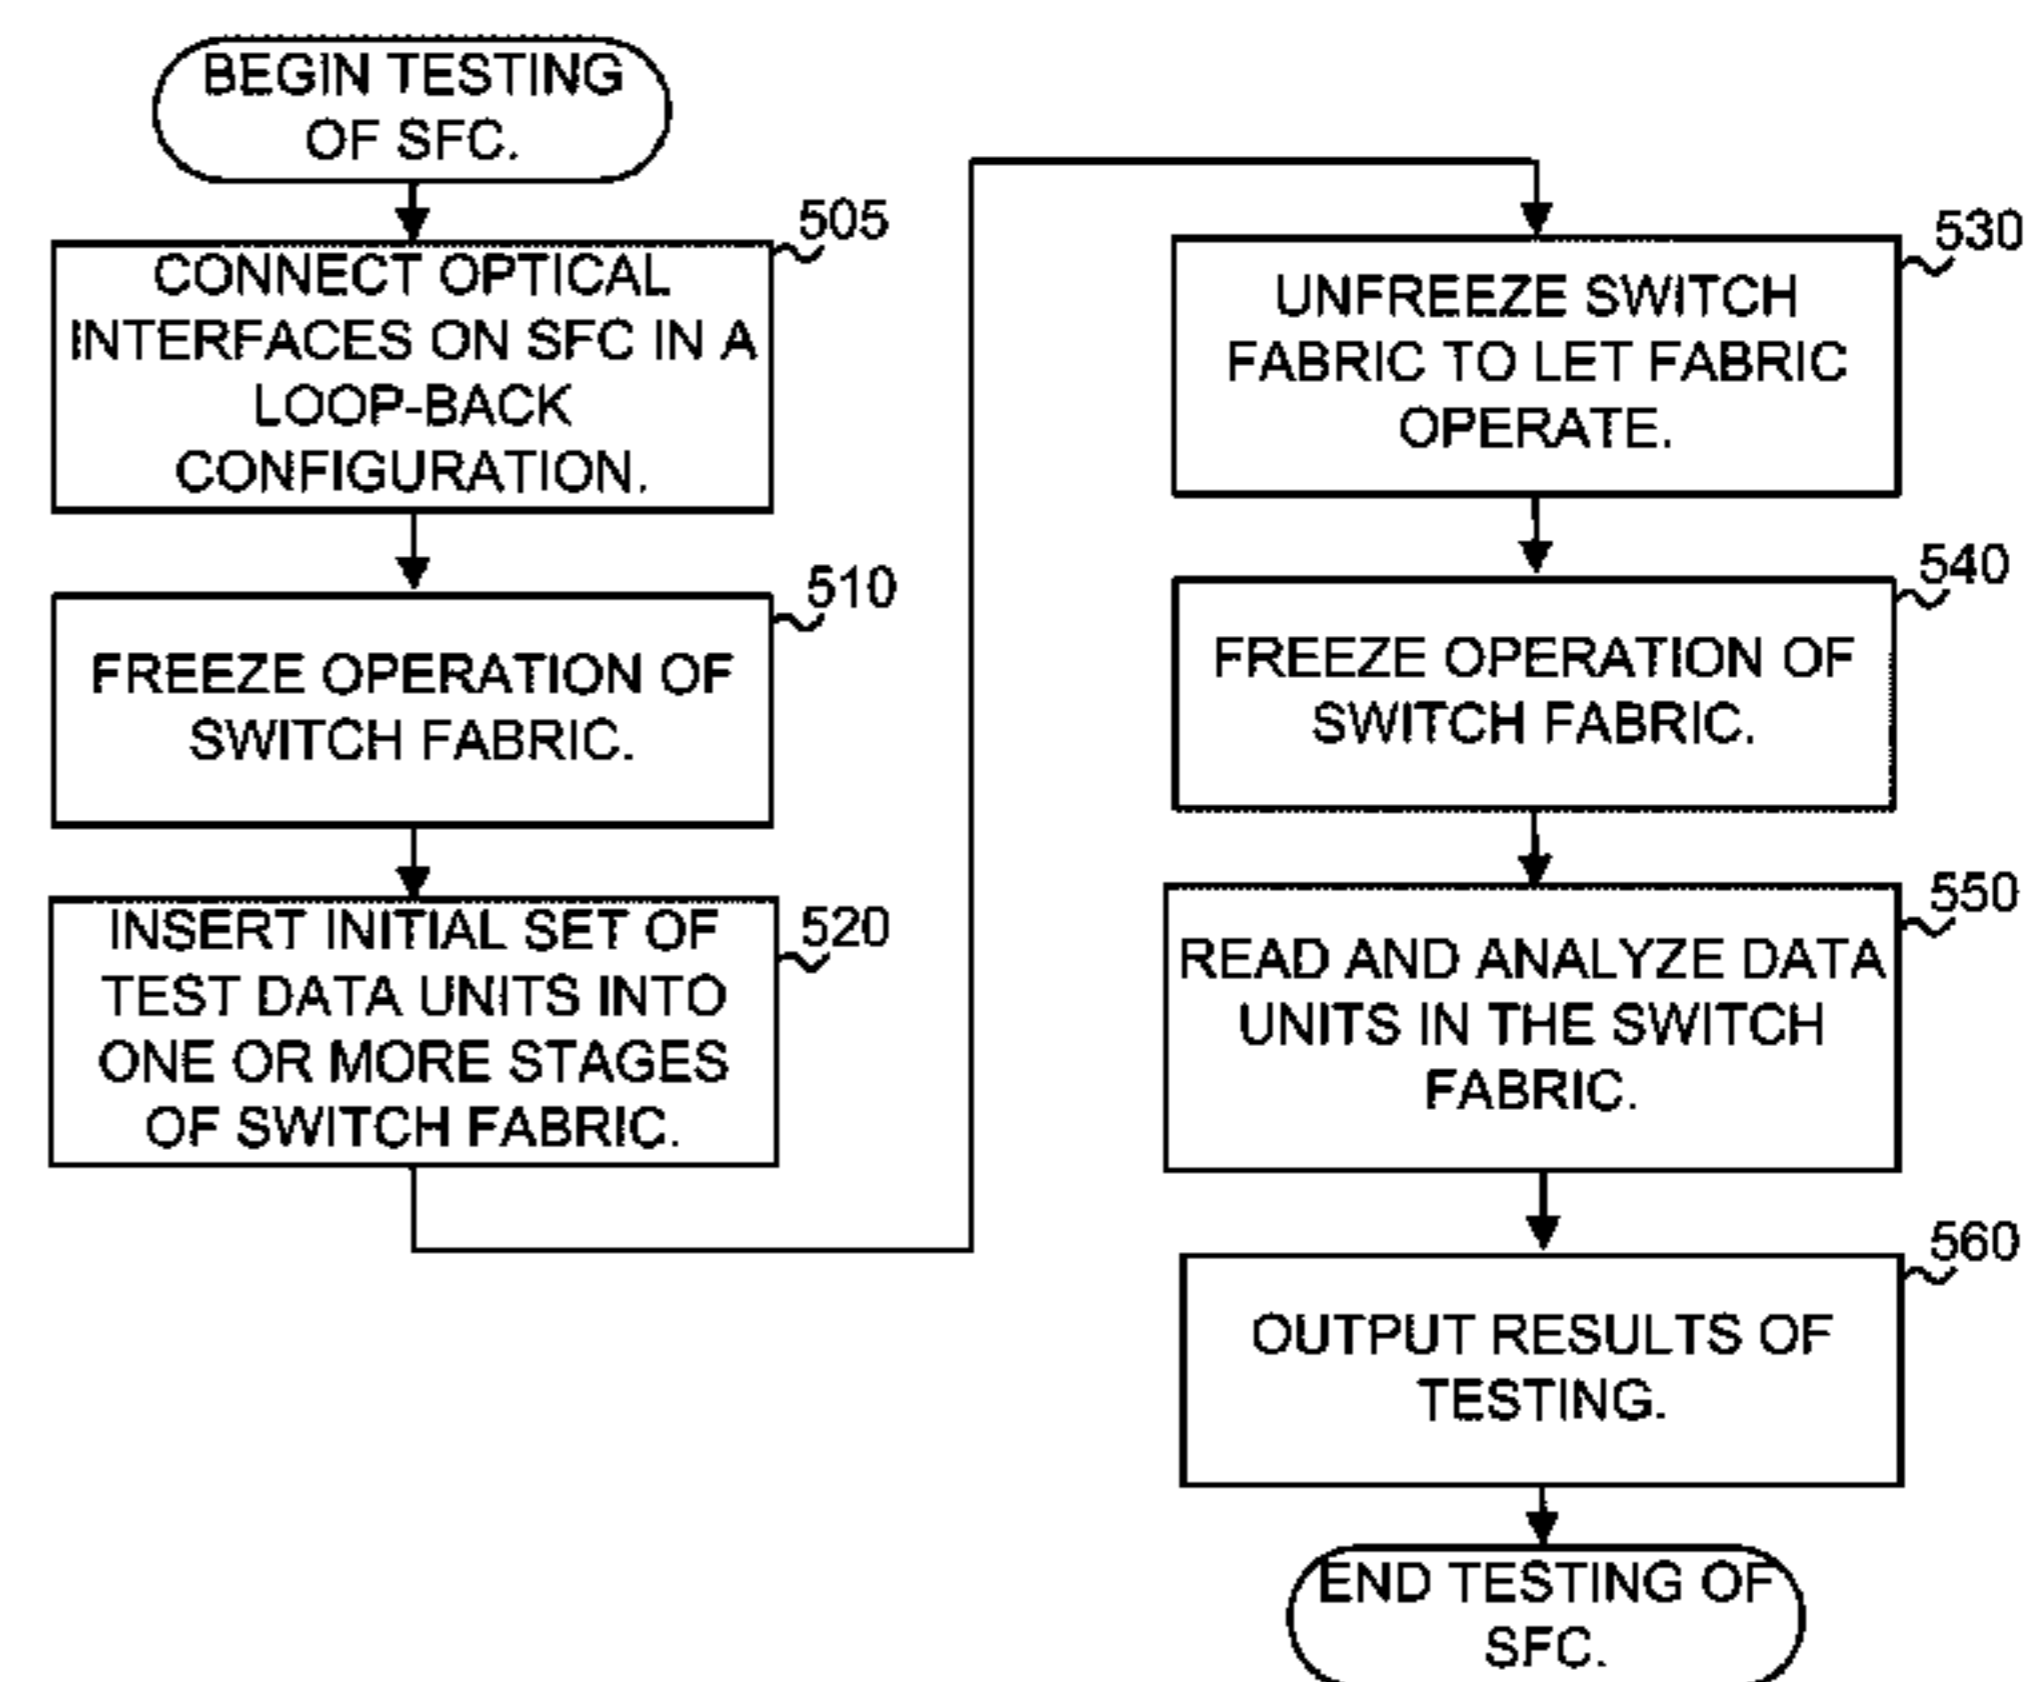 BEGIN TESTING
OF SFC.
505
CONNECT OPTICAL
INTERFACES ON SFC IN A
LOOP-BACK
CONFIGURATION.
510
FREEZE OPERATION OF
SWITCH FABRIC.
520
INSERT INITIAL SET OF
TEST DATA UNITS INTO
ONE OR MORE STAGES
OF SWITCH FABRIC.
530
UNFREEZE SWITCH
FABRIC TO LET FABRIC
OPERATE.
540
FREEZE OPERATION OF
SWITCH FABRIC.
550
READ AND ANALYZE DATA
UNITS IN THE SWITCH
FABRIC.
560
OUTPUT RESULTS OF
TESTING.
END TESTING OF
SFC.